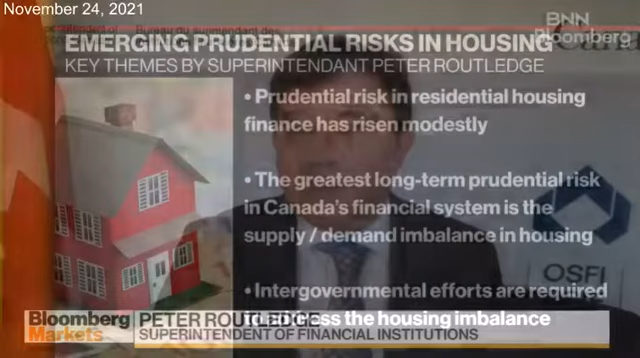 November 24, 2021
BNN
Bloomberg
EMERGING PRUDENTIAL RISKS IN HOUSING
KEY THEMES BY SUPERINTENDANT PETER ROUTLEDGE
• Prudential risk in residential housing
finance has risen modestly
• The greatest long-term prudential risk
in Canada's financial system is the
supply / demand imbalance in housing
OSFI
• Intergovernmental efforts are required
to address the housing imbalance
Bloomberg
Markets
PETER ROUTLEDGE
SUPERINTENDENT OF FINANCIAL INSTITUTIONS